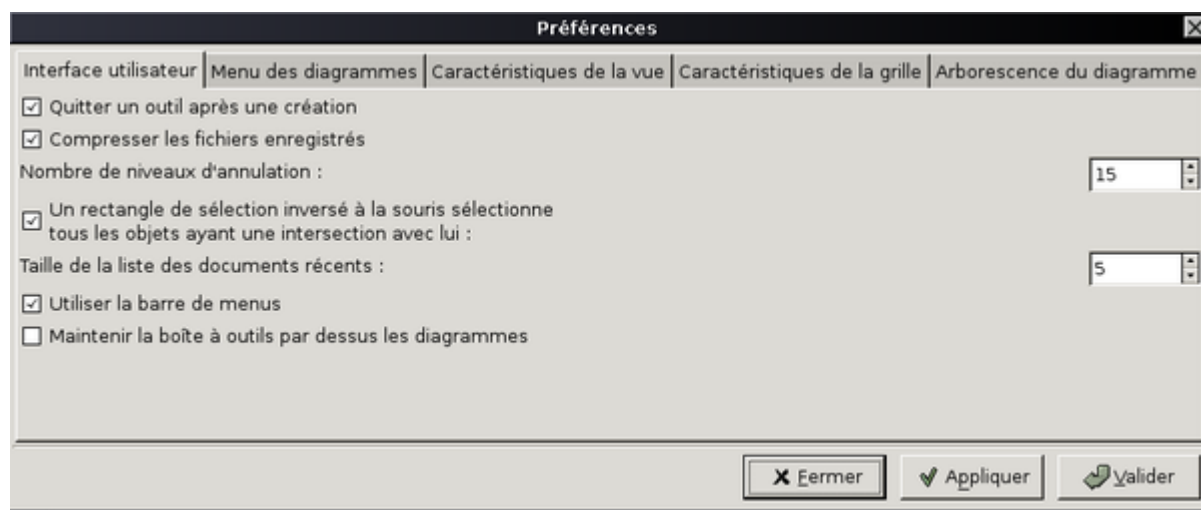 Préférences
Interface utilisateur Menu des diagrammes Caractéristiques de la vue Caractéristiques de la grille Arborescence du diagramme
Quitter un outil après une création
Compresser les fichiers enregistrés
Nombre de niveaux d'annulation : 15
Un rectangle de sélection inversé à la souris sélectionne
tous les objets ayant une intersection avec lui :
Taille de la liste des documents récents : 5
Utiliser la barre de menus
Maintenir la boîte à outils par dessus les diagrammes
Fermer Appliquer Valider